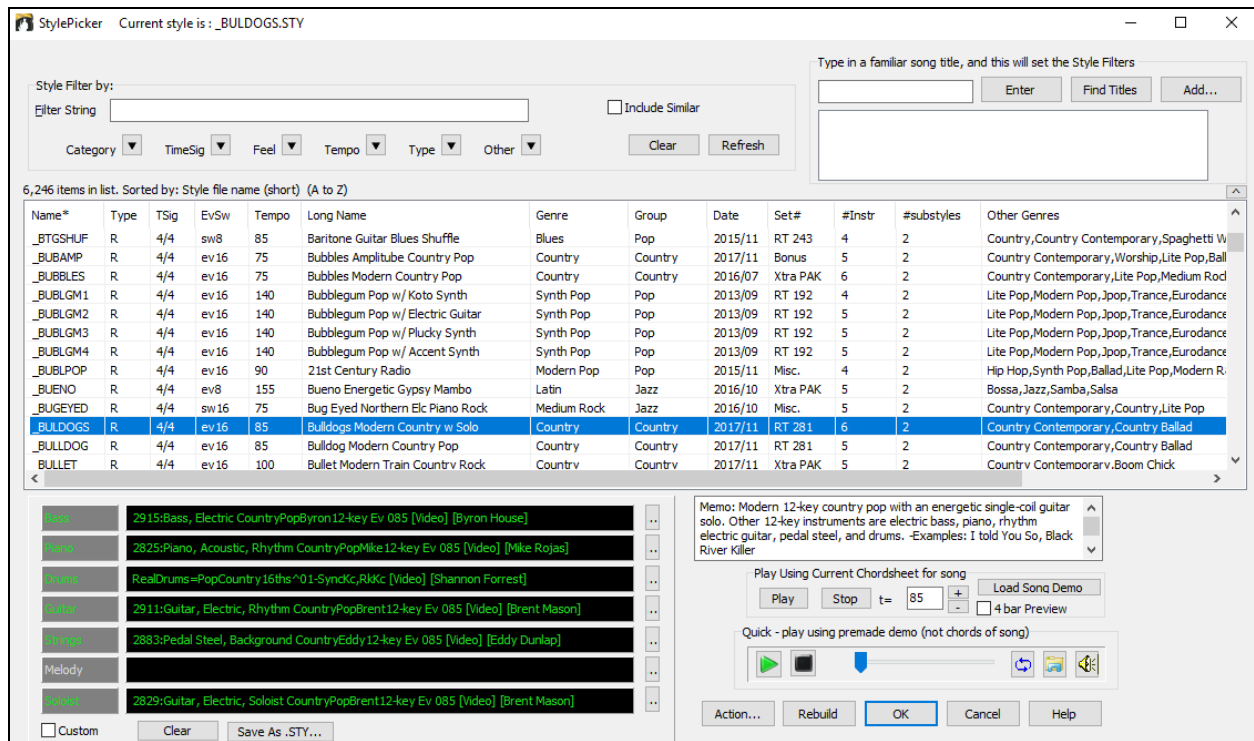 StylePicker Current style is : _BULDOGS.STY
Type in a familiar song title, and this will set the Style Filters
Enter Find Titles Add...
Style Filter by:
Filter String Include Similar
Category TimeSig Feel Tempo Type Other Clear Refresh
6,246 items in list. Sorted by: Style file name (short) (A to Z)
Name* Type TSig EvSw Tempo Long Name Genre Group Date Set# #Instr #substyles Other Genres
_BTGSHUF R 4/4 sw8 85 Baritone Guitar Blues Shuffle Blues Pop 2015/11 RT 243 4 2 Country,Country Contemporary,Spaghetti W
_BUBAMP R 4/4 ev16 75 Bubbles Amplitube Country Pop Country Country 2017/11 Bonus 5 2 Country Contemporary,Worship,Lite Pop,Ball
_BUBBLES R 4/4 ev16 75 Bubbles Modern Country Pop Country Country 2016/07 Xtra PAK 6 2 Country Contemporary,Lite Pop,Medium Rock
_BUBLGM1 R 4/4 ev16 140 Bubblegum Pop w/ Koto Synth Synth Pop Pop 2013/09 RT 192 4 2 Lite Pop,Modern Pop,Jpop,Trance,Eurodance
_BUBLGM2 R 4/4 ev16 140 Bubblegum Pop w/ Electric Guitar Synth Pop Pop 2013/09 RT 192 5 2 Lite Pop,Modern Pop,Jpop,Trance,Eurodance
_BUBLGM3 R 4/4 ev16 140 Bubblegum Pop w/ Plucky Synth Synth Pop Pop 2013/09 RT 192 5 2 Lite Pop,Modern Pop,Jpop,Trance,Eurodance
_BUBLGM4 R 4/4 ev16 140 Bubblegum Pop w/ Accent Synth Synth Pop Pop 2013/09 RT 192 5 2 Lite Pop,Modern Pop,Jpop,Trance,Eurodance
_BUBLPOP R 4/4 ev16 90 21st Century Radio Modern Pop Pop 2015/11 Misc. 4 2 Hip Hop,Synth Pop,Ballad,Lite Pop,Modern R
_BUENO R 4/4 ev8 155 Bueno Energetic Gypsy Mambo Latin Jazz 2016/10 Xtra PAK 5 2 Bossa,Jazz,Samba,Salsa
_BUGEYED R 4/4 sw16 75 Bug Eyed Northern Elc Piano Rock Medium Rock Jazz 2016/10 Misc. 5 2 Country Contemporary,Country,Lite Pop
_BULDOGS R 4/4 ev16 85 Bulldogs Modern Country w Solo Country Country 2017/11 RT 281 6 2 Country Contemporary,Country Ballad
_BULLDOG R 4/4 ev16 85 Bulldog Modern Country Pop Country Country 2017/11 RT 281 5 2 Country Contemporary,Country Ballad
_BULLET R 4/4 ev16 100 Bullet Modern Train Country Rock Country Country 2017/11 Xtra PAK 5 2 Country Contemporary,Boom Chick
Bass 2915:Bass, Electric CountryPopByron12-key Ev 085 [Video] [Byron House] ..
Piano 2825:Piano, Acoustic, Rhythm CountryPopMike12-key Ev 085 [Video] [Mike Rojas] ..
Drums RealDrums=PopCountry16ths^01-SyncKc,RkKc [Video] [Shannon Forrest] ..
Guitar 2911:Guitar, Electric, Rhythm CountryPopBrent12-key Ev 085 [Video] [Brent Mason] ..
Strings 2883:Pedal Steel, Background CountryEddy12-key Ev 085 [Video] [Eddy Dunlap] ..
Melody ..
Soloist 2829:Guitar, Electric, Soloist CountryPopBrent12-key Ev 085 [Video] [Brent Mason] ..
Custom Clear Save As .STY...
Memo: Modern 12-key country pop with an energetic single-coil guitar
solo. Other 12-key instruments are electric bass, piano, rhythm
electric guitar, pedal steel, and drums. -Examples: I told You So, Black
River Killer
Play Using Current Chordsheet for song
Play Stop t= 85 + - Load Song Demo
4 bar Preview
Quick - play using premade demo (not chords of song)
Action... Rebuild OK Cancel Help